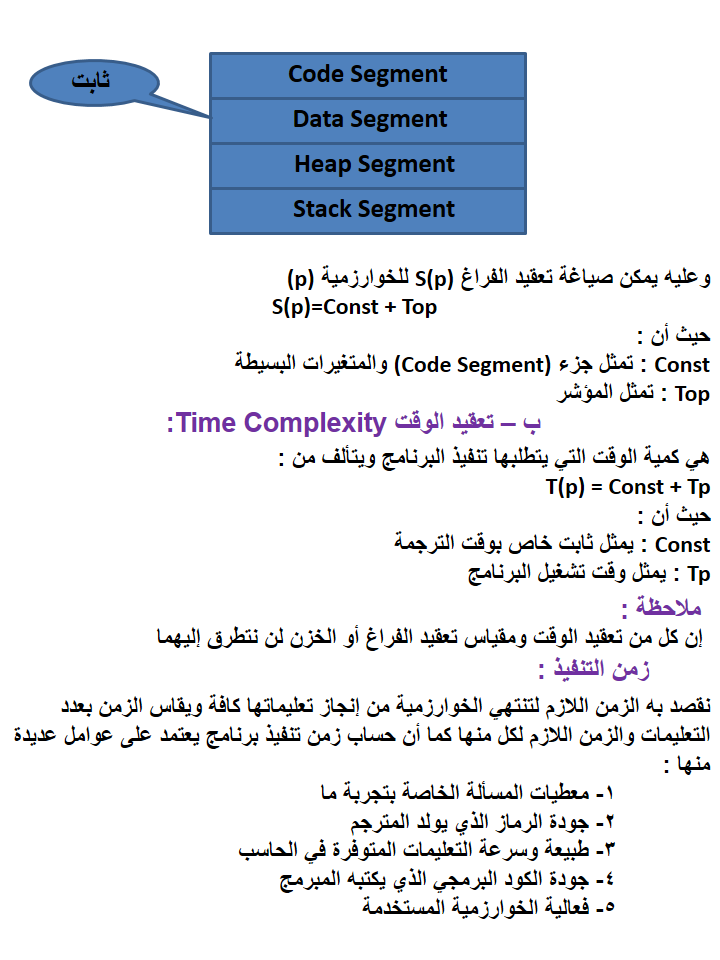 ثابت
Code Segment
Data Segment
Heap Segment
Stack Segment
وعليه يمكن صياغة تعقيد الفراغ S(p) للخوارزمية (p)
S(p)=Const + Top
حيث أن :
Const : تمثل جزء (Code Segment) والمتغيرات البسيطة
Top : تمثل المؤشر
ب – تعقيد الوقت Time Complexity:
هي كمية الوقت التي يتطلبها تنفيذ البرنامج ويتألف من :
T(p) = Const + Tp
حيث أن :
Const : يمثل ثابت خاص بوقت الترجمة
Tp : يمثل وقت تشغيل البرنامج
ملاحظة :
إن كل من تعقيد الوقت ومقياس تعقيد الفراغ أو الخزن لن نتطرق إليهما
زمن التنفيذ :
نقصد به الزمن اللازم لتنتهي الخوارزمية من إنجاز تعليماتها كافة ويقاس الزمن بعدد
التعليمات والزمن اللازم لكل منها كما أن حساب زمن تنفيذ برنامج يعتمد على عوامل عديدة
منها :
١- معطيات المسألة الخاصة بتجربة ما
٢- جودة الرماز الذي يولد المترجم
٣- طبيعة وسرعة التعليمات المتوفرة في الحاسب
٤- جودة الكود البرمجي الذي يكتبه المبرمج
٥- فعالية الخوارزمية المستخدمة